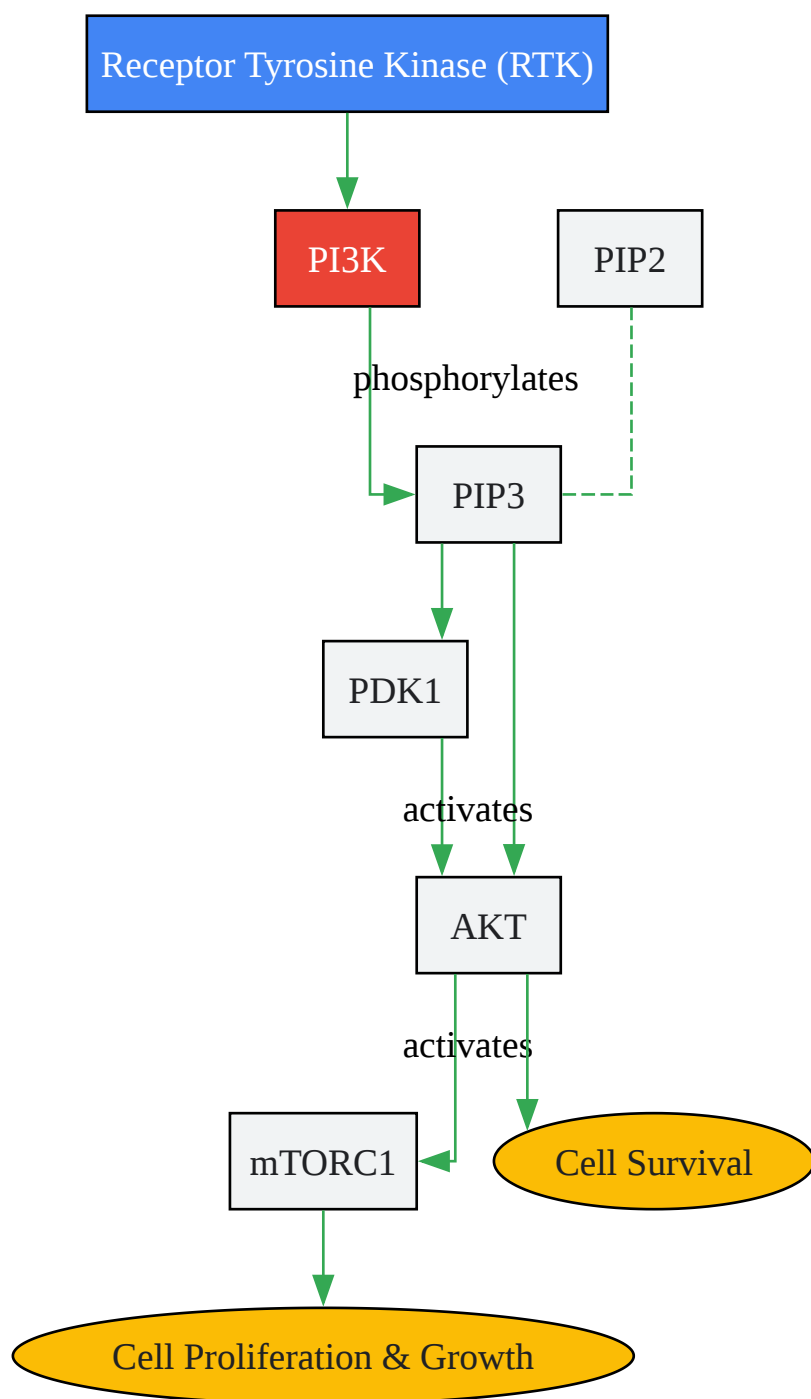 Receptor Tyrosine Kinase (RTK)
PI3K
PIP2
phosphorylates
PIP3
PDK1
activates
AKT
activates
mTORC1
Cell Survival
Cell Proliferation & Growth